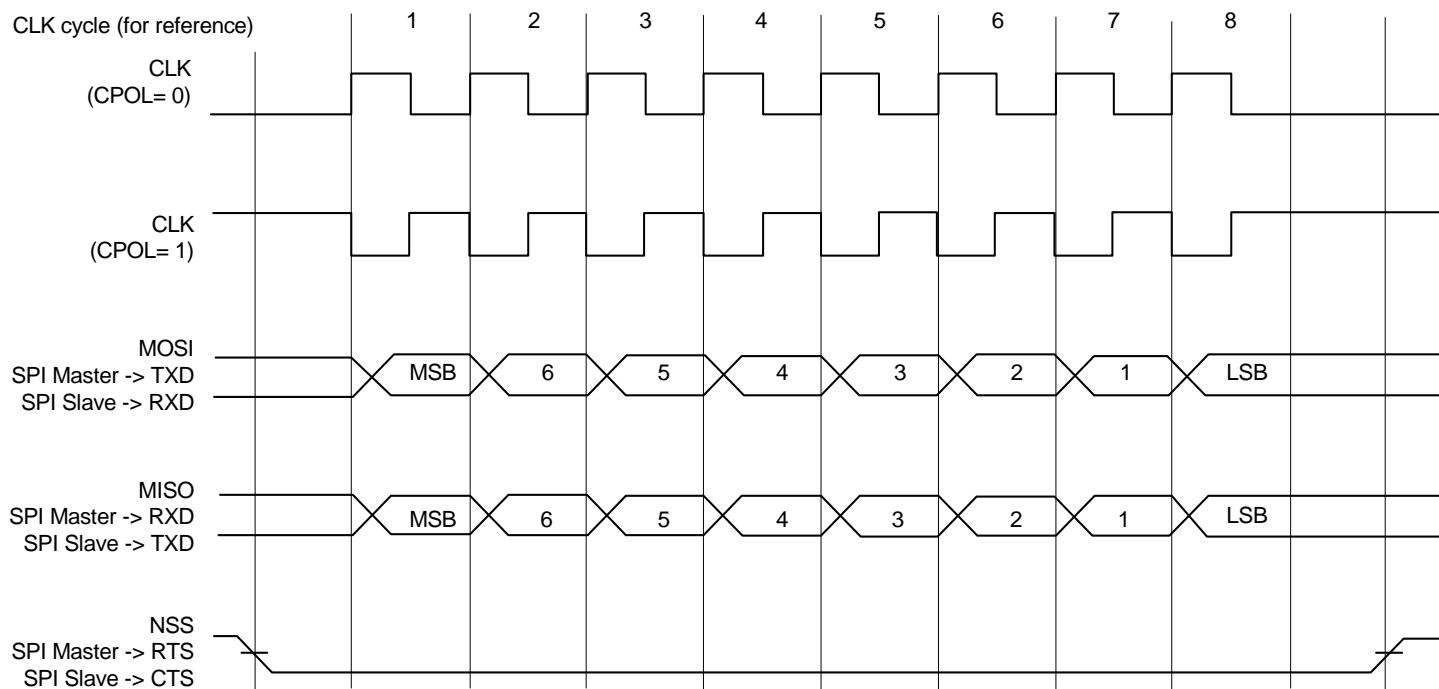 CLK cycle (for reference) 1 2 3 4 5 6 7 8
CLK
(CPOL= 0)
CLK
(CPOL= 1)
MOSI
SPI Master -> TXD
SPI Slave -> RXD
MSB 6 5 4 3 2 1 LSB
MISO
SPI Master -> RXD
SPI Slave -> TXD
MSB 6 5 4 3 2 1 LSB
NSS
SPI Master -> RTS
SPI Slave -> CTS